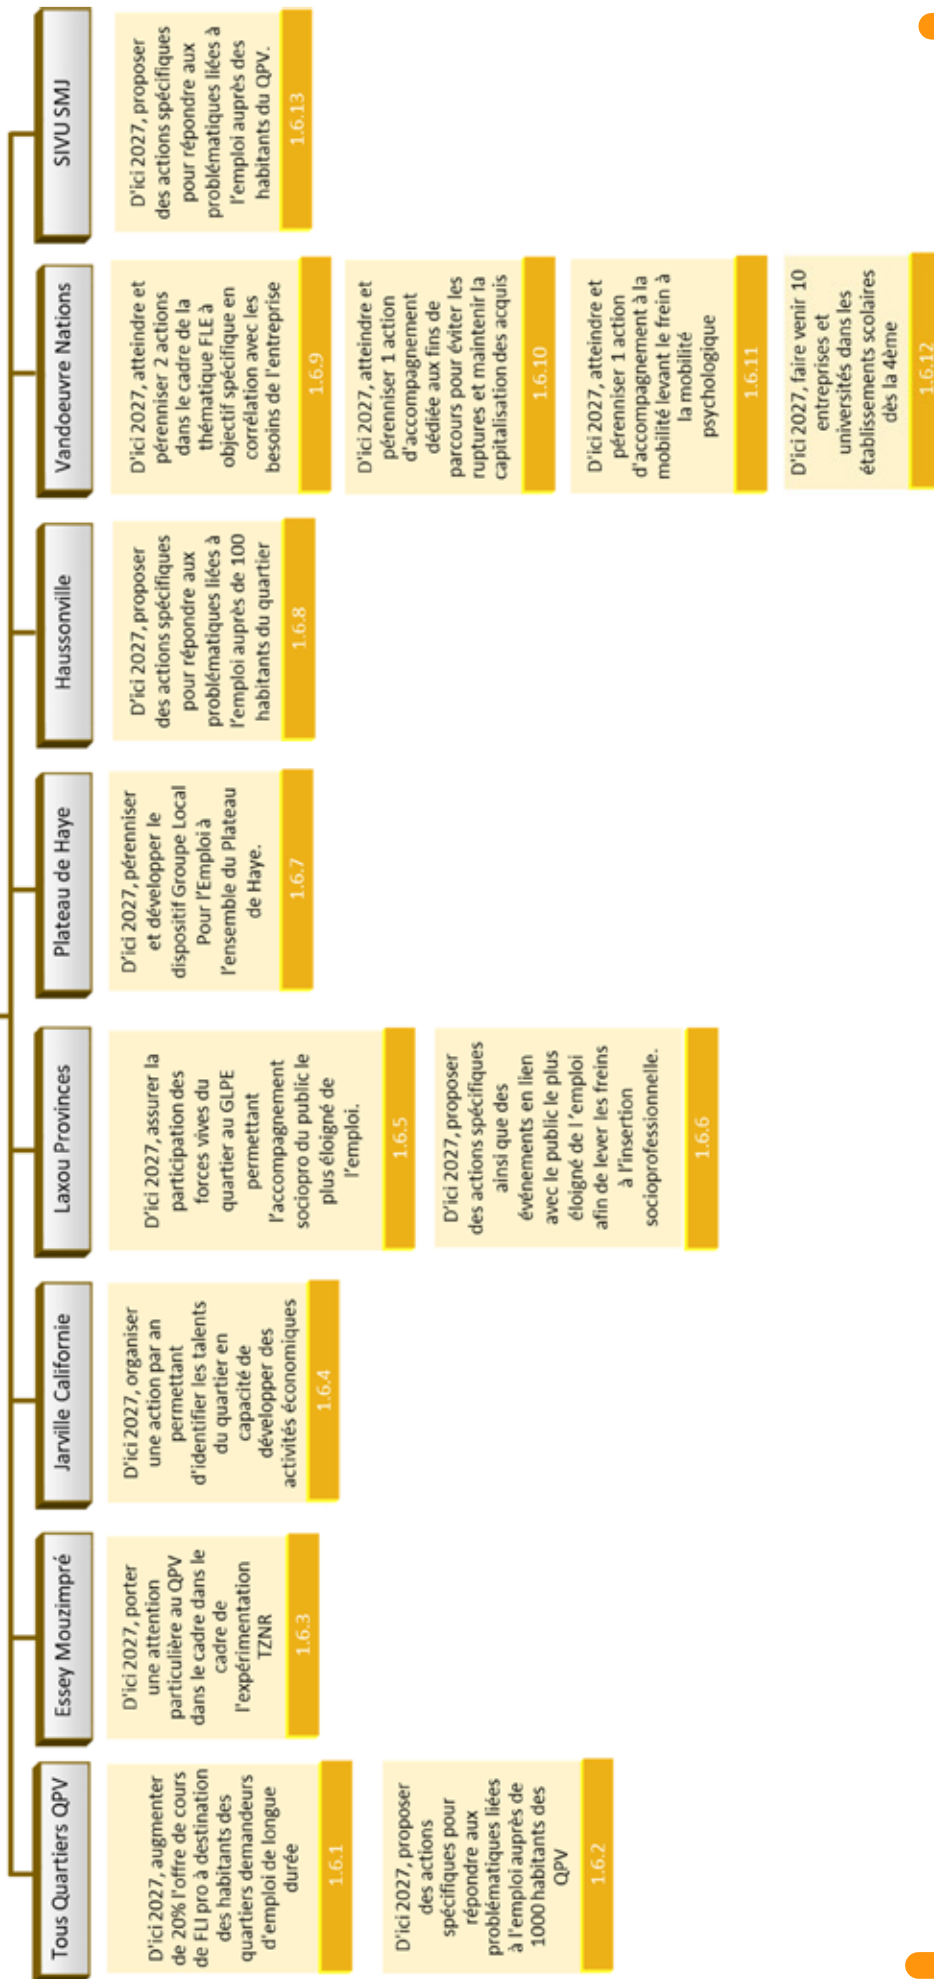 Tous Quartiers QPV
D'ici 2027, augmenter
de 20% l'offre de cours
de FLI pro à destination
des habitants des
quartiers demandeurs
d'emploi de longue
durée
1.6.1
D'ici 2027, proposer
des actions
spécifiques pour
répondre aux
problématiques liées
à l'emploi auprès de
1000 habitants des
QPV
1.6.2
Essey Mouzimpré
D'ici 2027, porter
une attention
particulière au QPV
dans le cadre dans le
cadre de
l'expérimentation
TZNR
1.6.3
Jarville Californie
D'ici 2027, organiser
une action par an
permettant
d'identifier les talents
du quartier en
capacité de
développer des
activités économiques
1.6.4
Laxou Provinces
D'ici 2027, assurer la
participation des
forces vives du
quartier au GLPE
permettant
l'accompagnement
sociopro du public le
plus éloigné de
l'emploi.
1.6.5
D'ici 2027, proposer
des actions spécifiques
ainsi que des
événements en lien
avec le public le plus
éloigné de l'emploi
afin de lever les freins
à l'insertion
socioprofessionnelle.
1.6.6
Plateau de Haye
D'ici 2027, pérenniser
et développer le
dispositif Groupe Local
Pour l'Emploi à
l'ensemble du Plateau
de Haye.
1.6.7
Haussonville
D'ici 2027, proposer
des actions spécifiques
pour répondre aux
problématiques liées à
l'emploi auprès de 100
habitants du quartier
1.6.8
Vandoeuvre Nations
D'ici 2027, atteindre et
pérenniser 2 actions
dans le cadre de la
thématique FLE à
objectif spécifique en
corrélation avec les
besoins de l'entreprise
1.6.9
D'ici 2027, atteindre et
pérenniser 1 action
d'accompagnement
dédiée aux fins de
parcours pour éviter les
ruptures et maintenir la
capitalisation des acquis
1.6.10
D'ici 2027, atteindre et
pérenniser 1 action
d'accompagnement à la
mobilité levant le frein à
la mobilité
psychologique
1.6.11
D'ici 2027, faire venir 10
entreprises et
universités dans les
établissements scolaires
dès la 4ème
1.6.12
SIVU SMJ
D'ici 2027, proposer
des actions spécifiques
pour répondre aux
problématiques liées à
l'emploi auprès des
habitants du QPV.
1.6.13